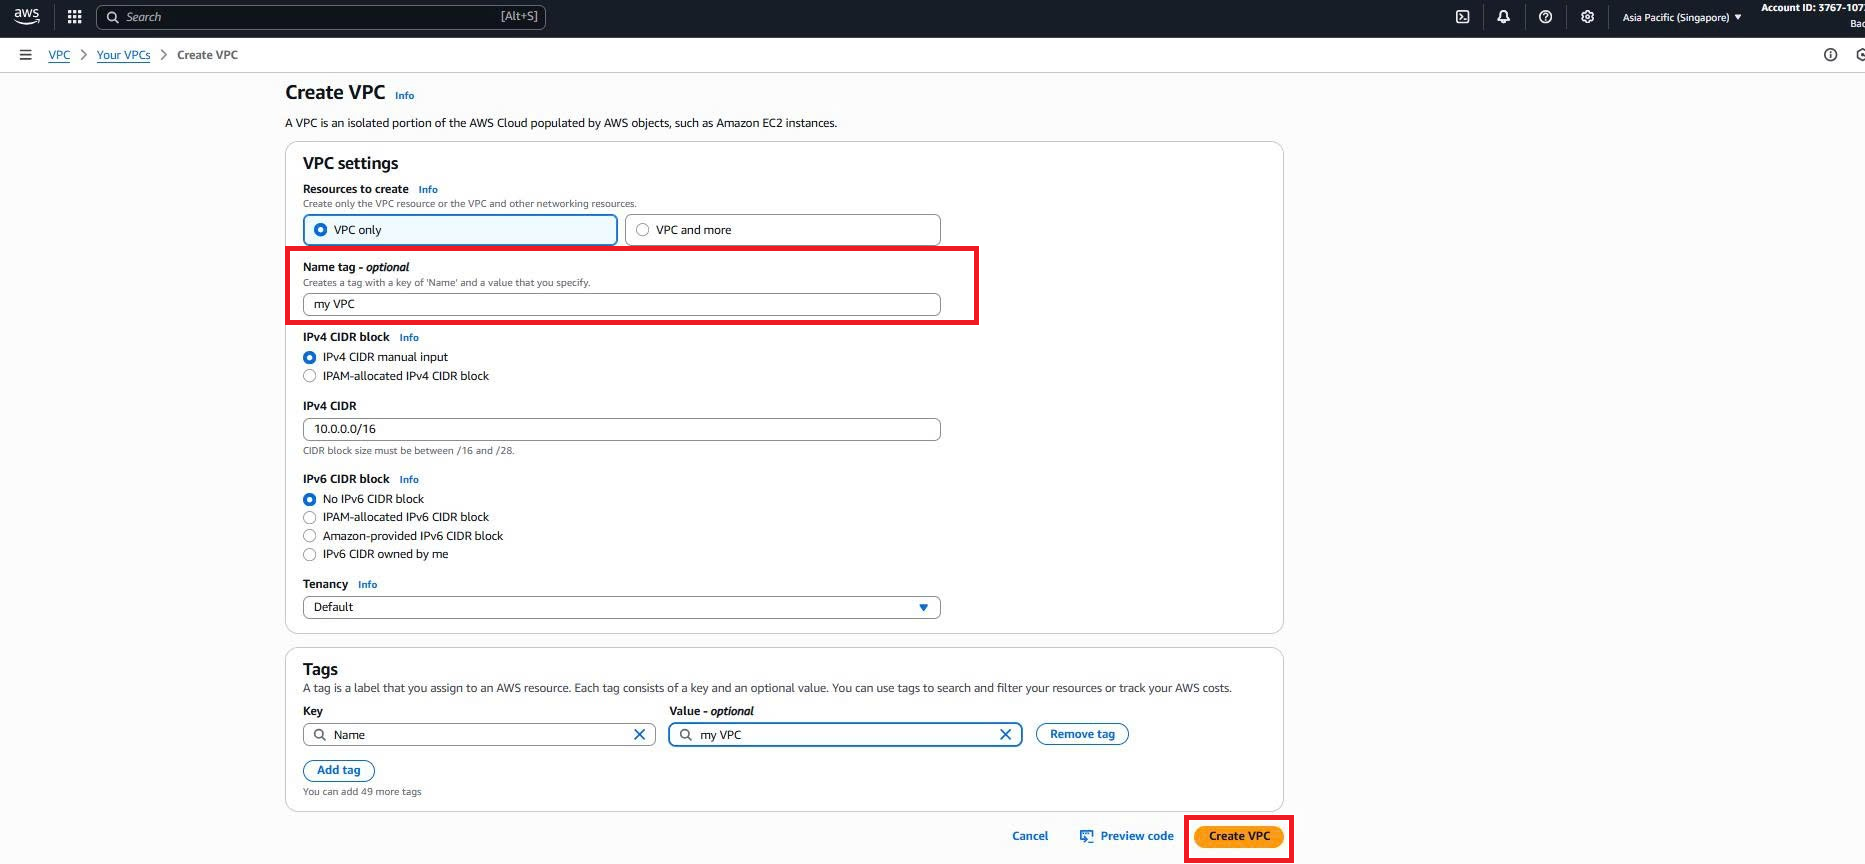 aws
Search [Alt+S]
Asia Pacific (Singapore)
Account ID: 3767-107
VPC > Your VPCs > Create VPC
Create VPC Info
A VPC is an isolated portion of the AWS Cloud populated by AWS objects, such as Amazon EC2 instances.
VPC settings
Resources to create Info
Create only the VPC resource or the VPC and other networking resources.
VPC only
VPC and more
Name tag - optional
Creates a tag with a key of 'Name' and a value that you specify.
my VPC
IPv4 CIDR block Info
IPv4 CIDR manual input
IPAM-allocated IPv4 CIDR block
IPv4 CIDR
10.0.0.0/16
CIDR block size must be between /16 and /28.
IPv6 CIDR block Info
No IPv6 CIDR block
IPAM-allocated IPv6 CIDR block
Amazon-provided IPv6 CIDR block
IPv6 CIDR owned by me
Tenancy Info
Default
Tags
A tag is a label that you assign to an AWS resource. Each tag consists of a key and an optional value. You can use tags to search and filter your resources or track your AWS costs.
Key Value - optional
Name my VPC Remove tag
Add tag
You can add 49 more tags
Cancel Preview code Create VPC